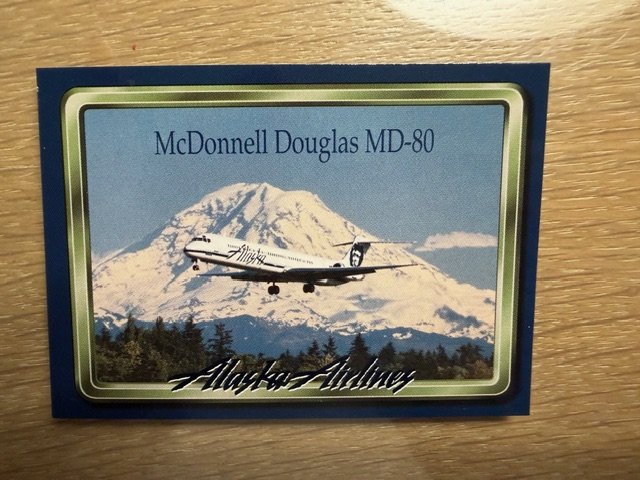 McDonnell Douglas MD-80
Alaska
Alaska Airlines